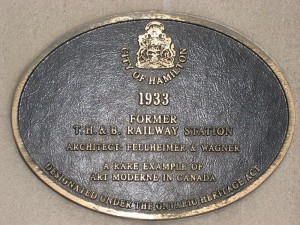 CITY OF HAMILTON
1933
FORMER
T. H. & B. RAILWAY STATION
ARCHITECT FELLHEIMER & WAGNER
A RARE EXAMPLE OF
ART MODERNE IN CANADA
DESIGNATED UNDER THE ONTARIO HERITAGE ACT